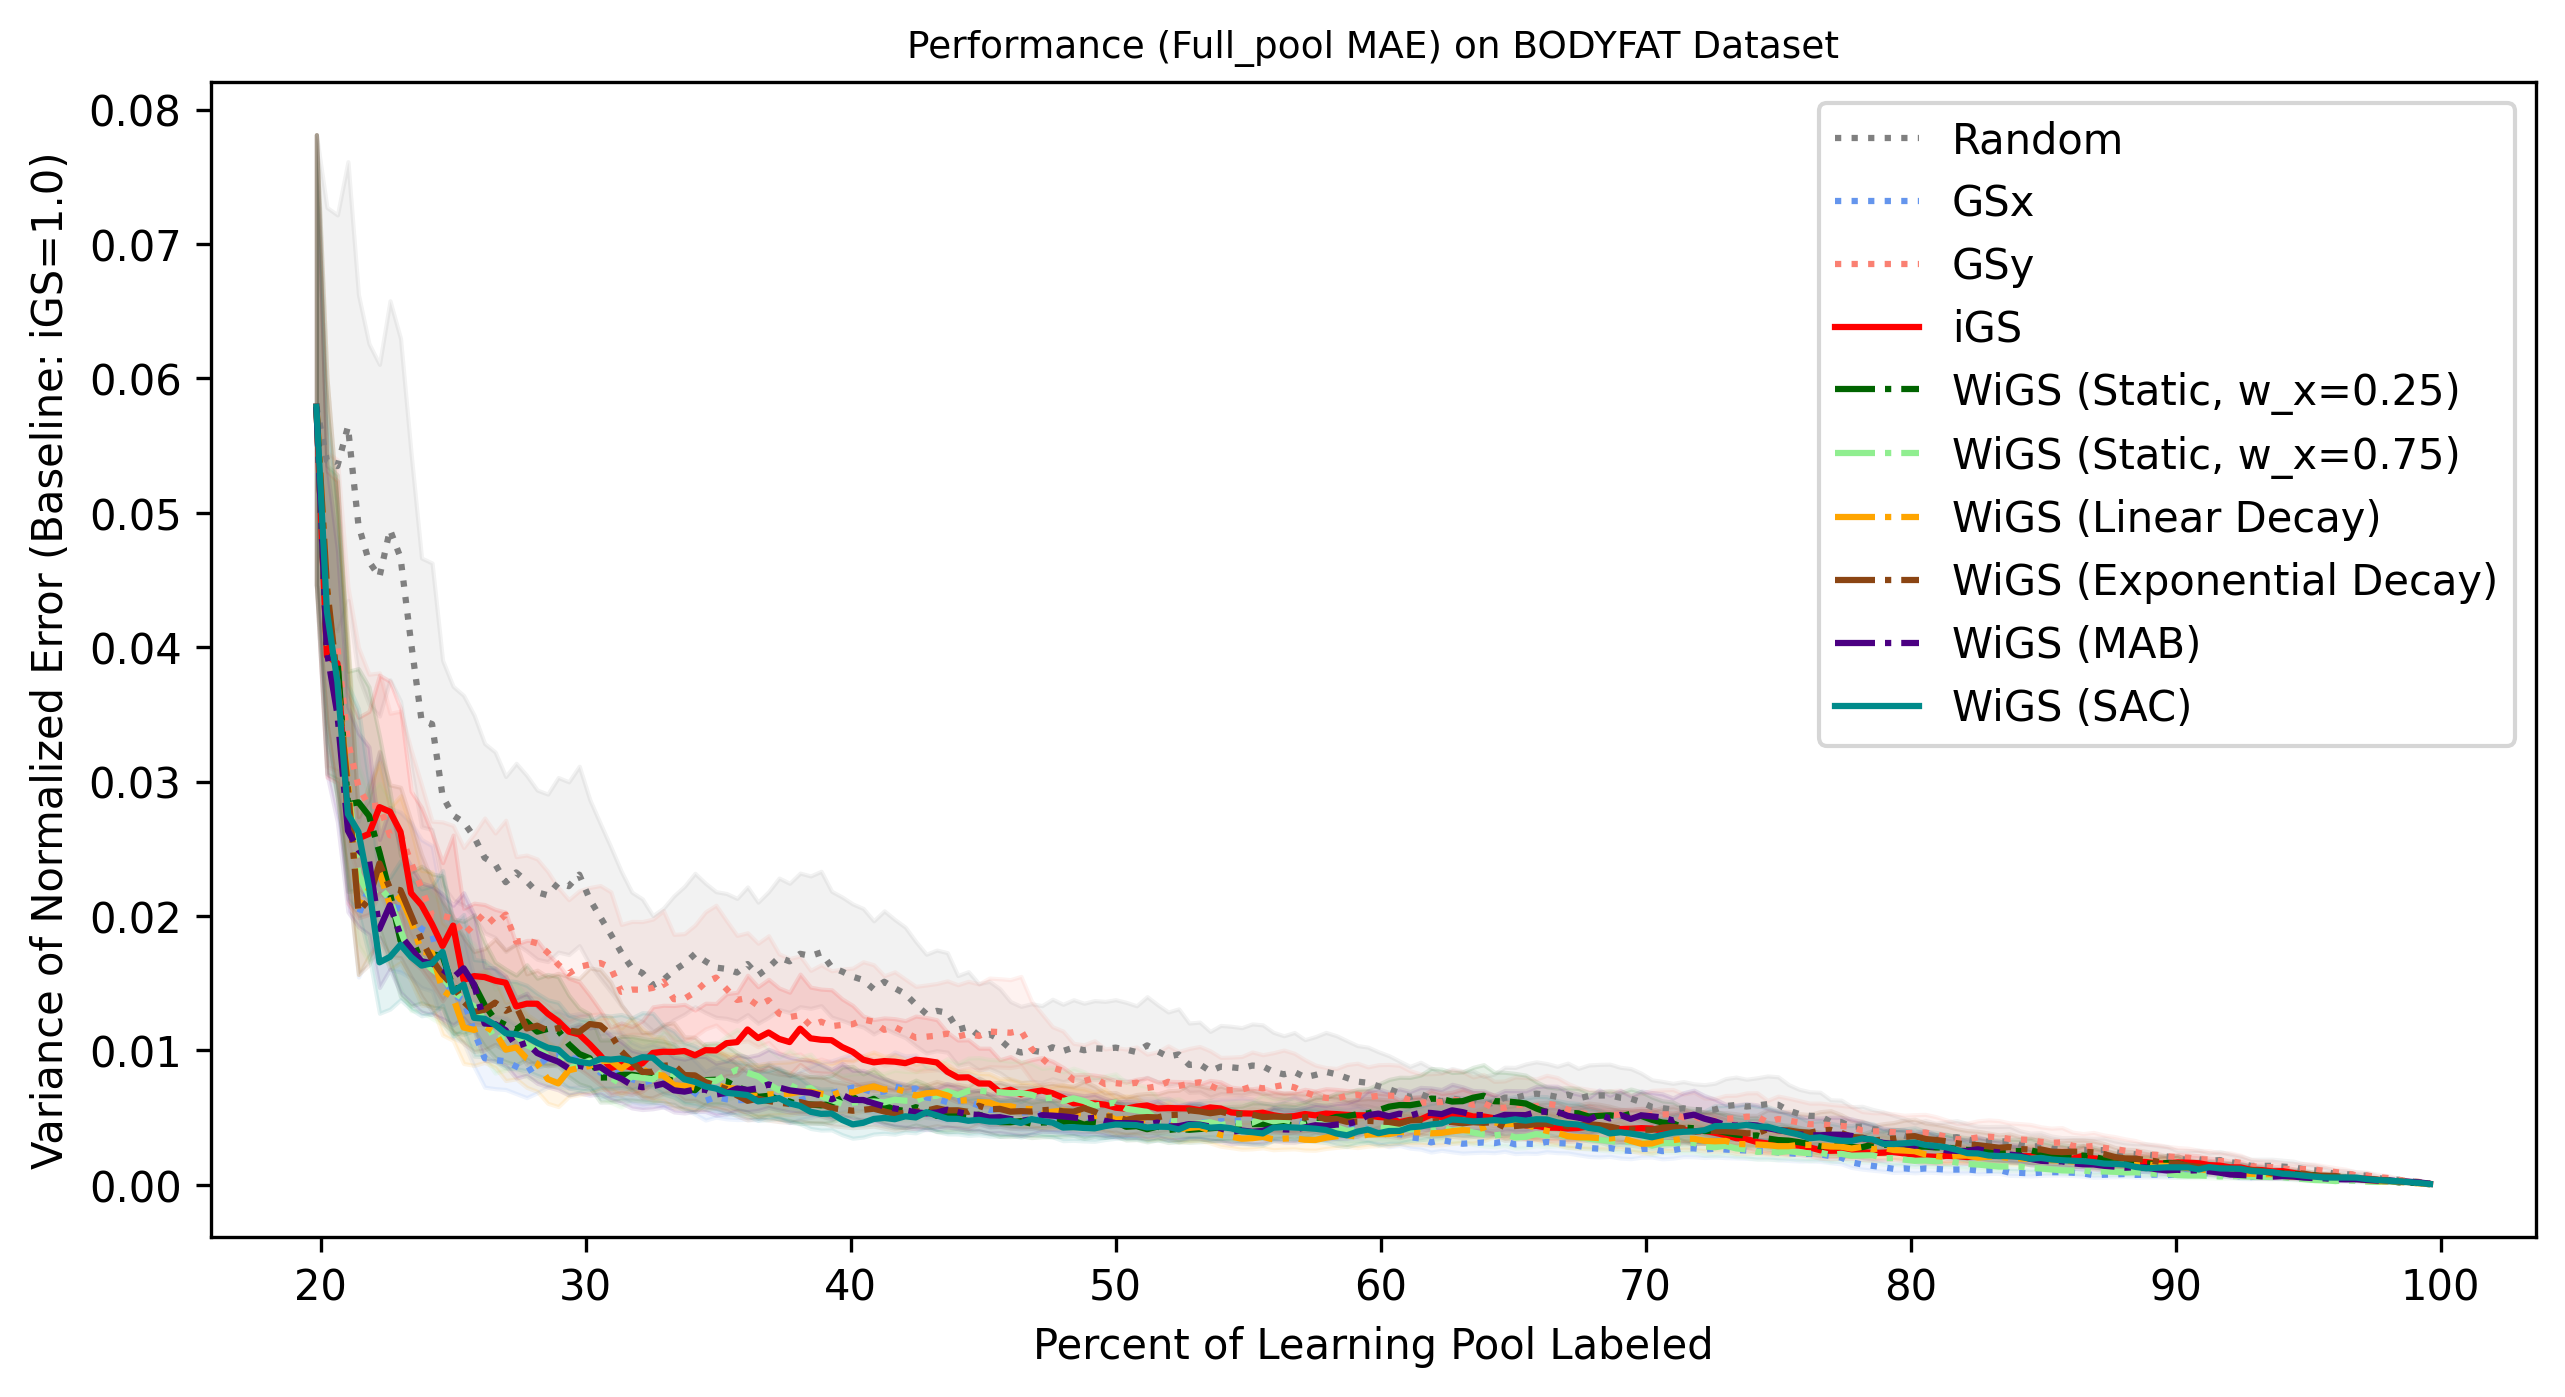 Performance (Full_pool MAE) on BODYFAT Dataset
Variance of Normalized Error (Baseline: iGS=1.0)
0.08
0.07
0.06
0.05
0.04
0.03
0.02
0.01
0.00
Random
GSx
GSy
iGS
WiGS (Static, w_x=0.25)
WiGS (Static, w_x=0.75)
WiGS (Linear Decay)
WiGS (Exponential Decay)
WiGS (MAB)
WiGS (SAC)
20 30 40 50 60 70 80 90 100
Percent of Learning Pool Labeled